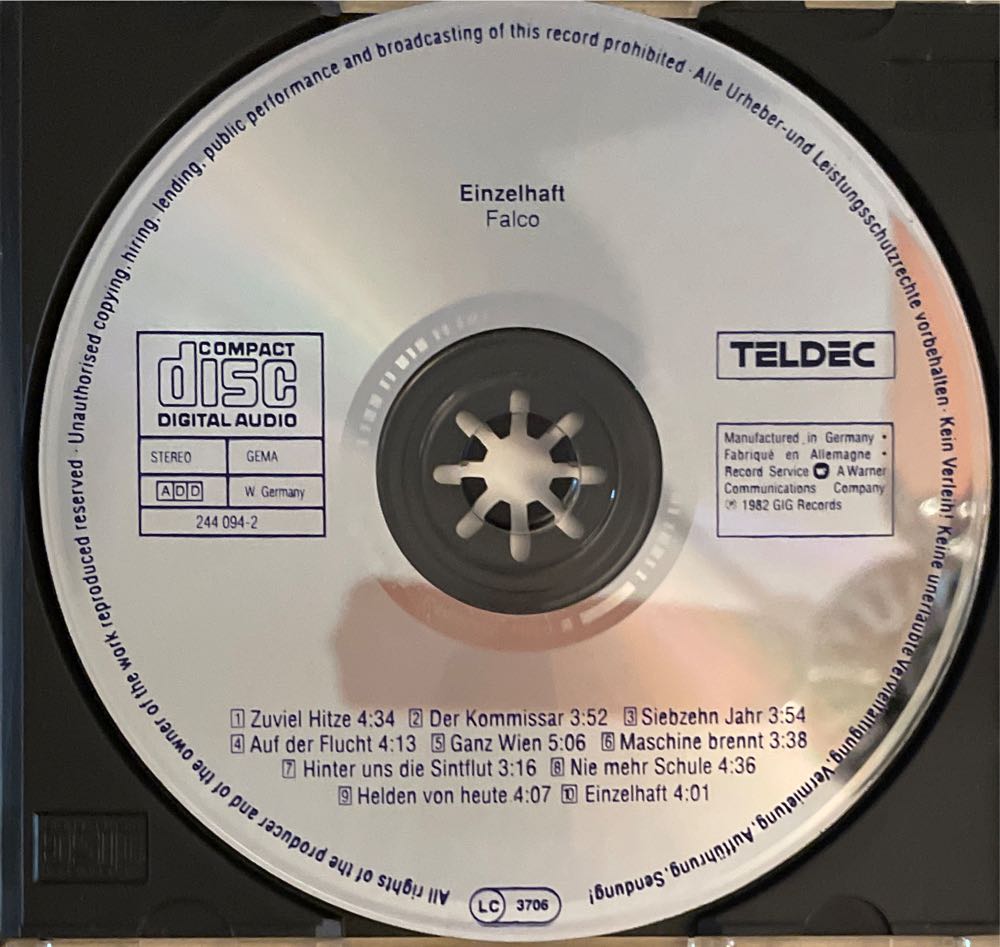 All rights of the producer and of the owner of the work reproduced reserved · Unauthorised copying, hiring, lending, public performance and broadcasting of this record prohibited · Alle Urheber- und Leistungsschutzrechte vorbehalten · Kein Verleih! Keine unerlaubte Vervielfältigung, Vermietung, Aufführung, Sendung!
Einzelhaft
Falco
COMPACT
disc
DIGITAL AUDIO
STEREO GEMA
ADD W. Germany
244 094-2
TELDEC
Manufactured in Germany •
Fabriqué en Allemagne •
Record Service A Warner
Communications Company
℗ 1982 GIG Records
1 Zuviel Hitze 4:34 2 Der Kommissar 3:52 3 Siebzehn Jahr 3:54
4 Auf der Flucht 4:13 5 Ganz Wien 5:06 6 Maschine brennt 3:38
7 Hinter uns die Sintflut 3:16 8 Nie mehr Schule 4:36
9 Helden von heute 4:07 10 Einzelhaft 4:01
LC 3706